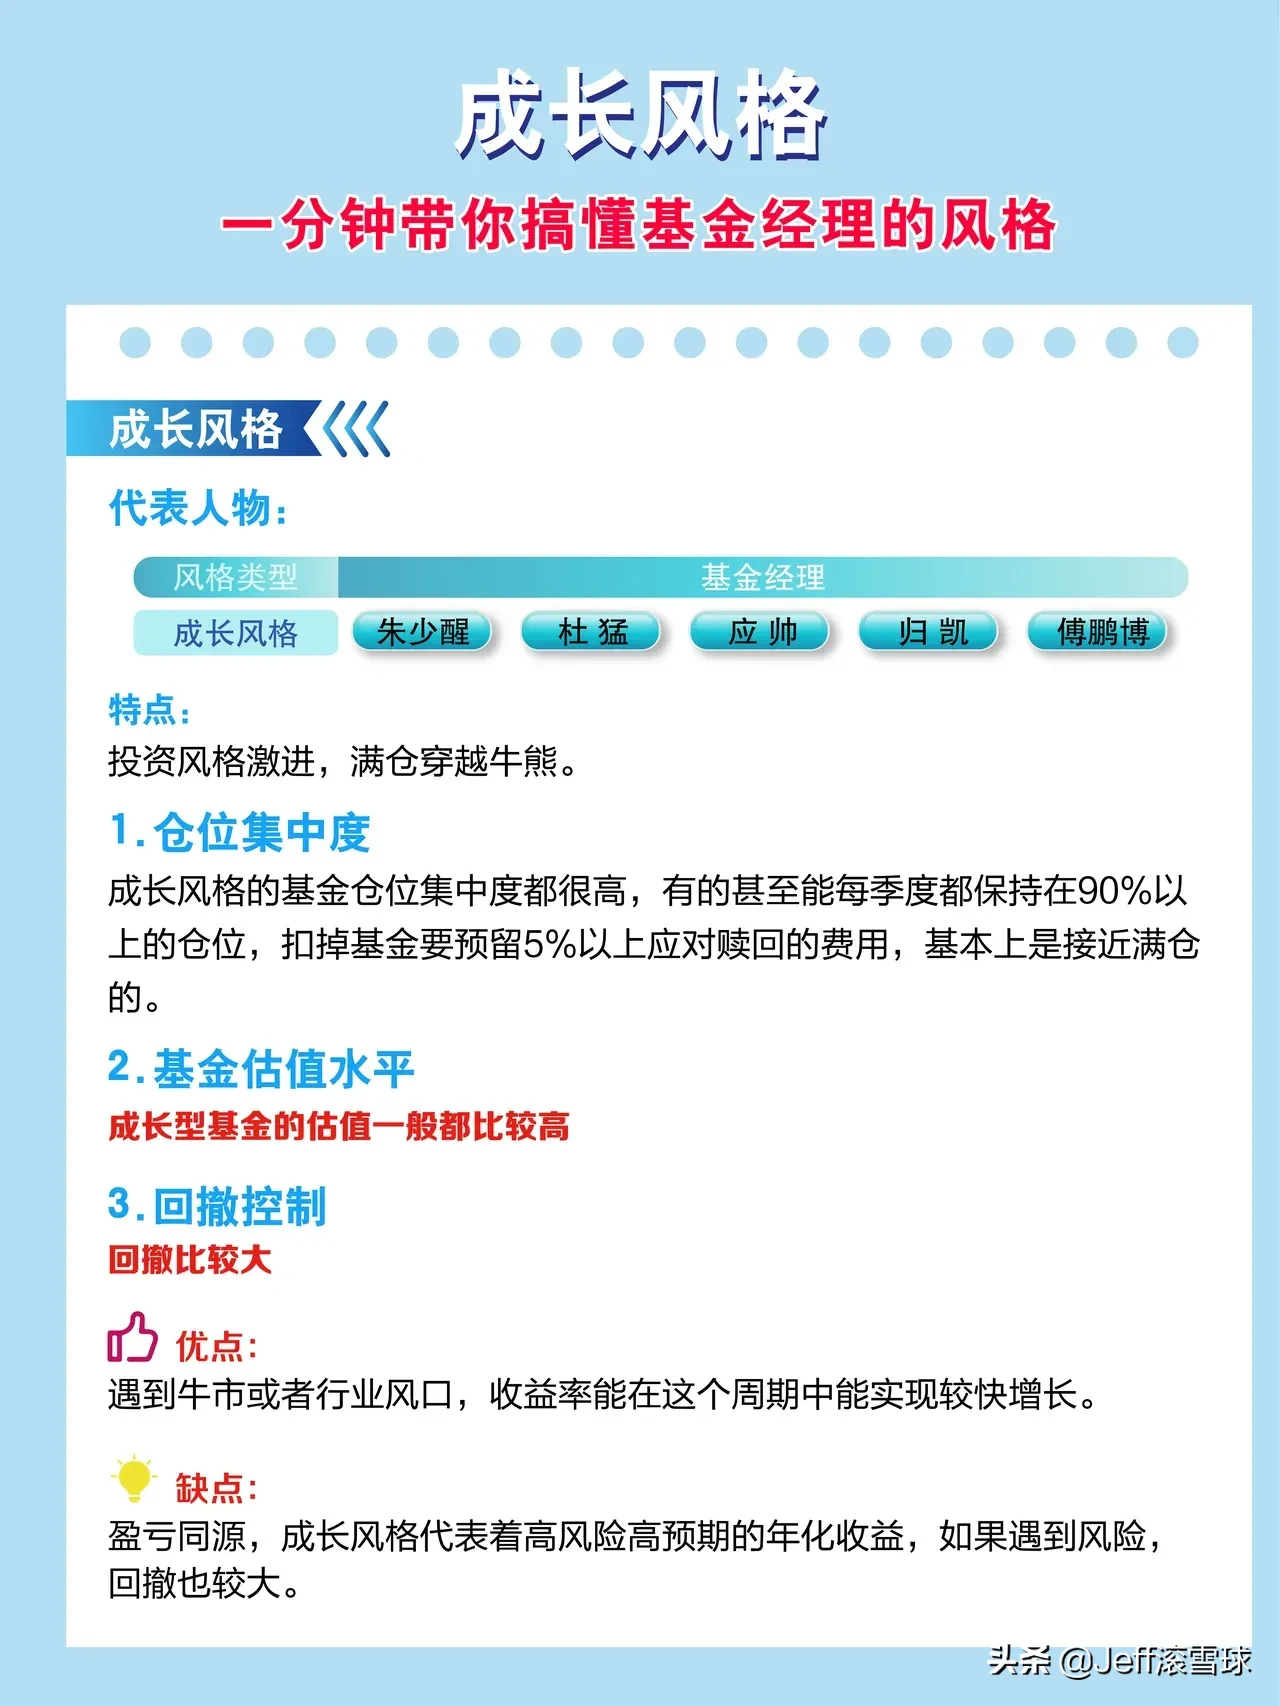 成长风格
一分钟带你搞懂基金经理的风格
成长风格
代表人物：
风格类型 基金经理
成长风格 朱少醒 杜猛 应帅 归凯 傅鹏博
特点：
投资风格激进，满仓穿越牛熊。
1.仓位集中度
成长风格的基金仓位集中度都很高，有的甚至能每季度都保持在90%以
上的仓位，扣掉基金要预留5%以上应对赎回的费用，基本上是接近满仓
的。
2.基金估值水平
成长型基金的估值一般都比较高
3.回撤控制
回撤比较大
优点：
遇到牛市或者行业风口，收益率能在这个周期中能实现较快增长。
缺点：
盈亏同源，成长风格代表着高风险高预期的年化收益，如果遇到风险，
回撤也较大。
头条 @Jeff滚雪球